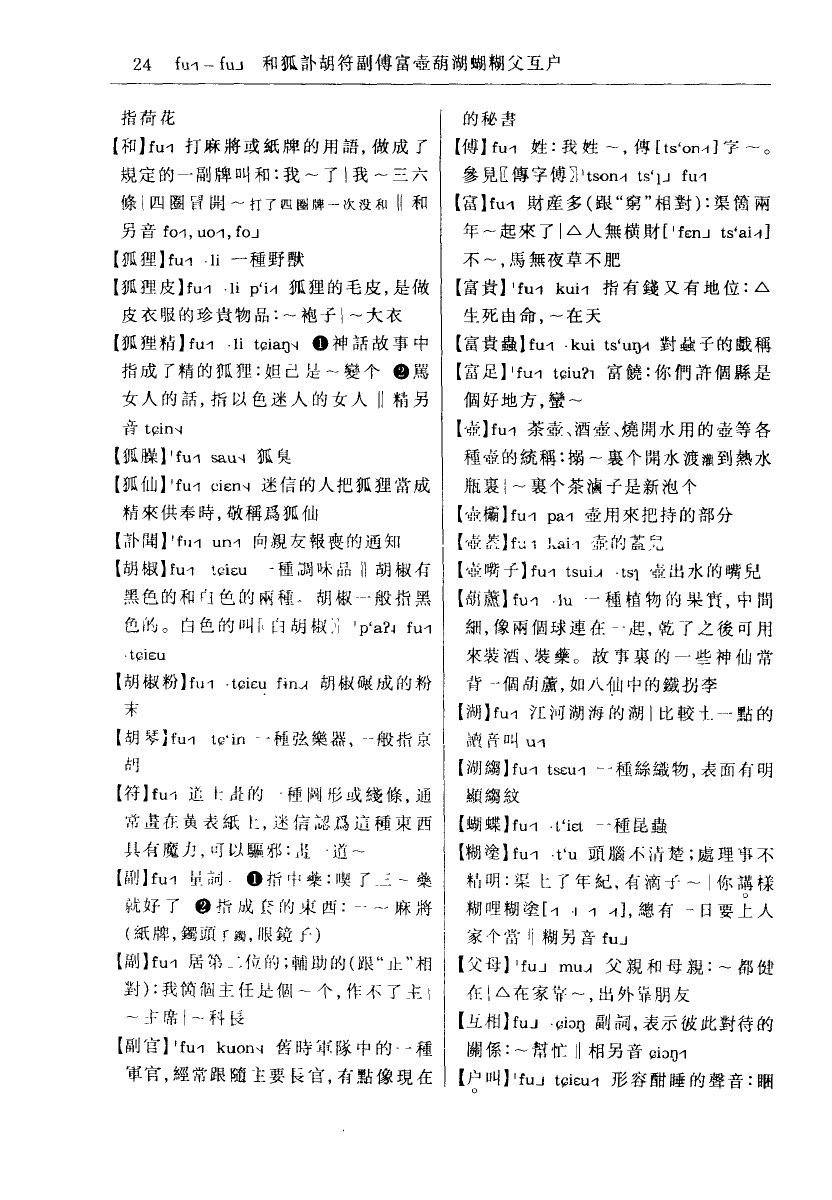 24 fu˧ – fu˩ 和狐訃胡符副傅富壺葫湖蝴糊父互户
指荷花
【和】fu˧ 打麻將或紙牌的用語,做成了
規定的一副牌叫和:我～了|我～三六
條|四圈冒開～打了四圈牌一次没和 ‖ 和
另音 fo˧, uo˧, fo˩
【狐狸】fu˧ ·li 一種野獸
【狐狸皮】fu˧ ·li p‘i˧ 狐狸的毛皮,是做
皮衣服的珍貴物品:～袍子|～大衣
【狐狸精】fu˧ ·li tɕiaŋ ❶神話故事中
指成了精的狐狸:妲己是～變个 ❷罵
女人的話,指以色迷人的女人 ‖ 精另
音 tɕin
【狐臊】ˈfu˧ sau 狐臭
【狐仙】ˈfu˧ ɕiɛn 迷信的人把狐狸當成
精來供奉時,敬稱爲狐仙
【訃聞】ˈfu˧ un˧ 向親友報喪的通知
【胡椒】fu˧ tɕiɛu 一種調味品 ‖ 胡椒有
黑色的和白色的兩種。胡椒一般指黑
色的。白色的叫〖白胡椒〗ˈp‘aʔ fu˧
·tɕiɛu
【胡椒粉】fu˧ ·tɕiɛu fɨn 胡椒碾成的粉
末
【胡琴】fu˧ tɕ‘in 一種弦樂器,一般指京
胡
【符】fu˧ 道士畫的一種圖形或綫條,通
常畫在黄表紙上,迷信認爲這種東西
具有魔力,可以驅邪:畫一道～
【副】fu˧ 量詞。❶指中藥:喫了三～藥
就好了 ❷指成套的東西:一～麻將
(紙牌,鐲頭子鐲,眼鏡子)
【副】fu˧ 居第二位的;輔助的(跟“正”相
對):我箇個主任是個～个,作不了主|
～主席|～科長
【副官】ˈfu˧ kuon 舊時軍隊中的一種
軍官,經常跟隨主要長官,有點像現在
的秘書
【傅】fu˧ 姓:我姓～,傳[ts‘on]字～。
參見〖傳字傅〗ˈtson ts‘ɿ˩ fu˧
【富】fu˧ 財産多(跟“窮”相對):渠箇兩
年～起來了|△人無横財[ˈfɛn˩ ts‘ai]
不～,馬無夜草不肥
【富貴】ˈfu˧ kui˧ 指有錢又有地位:△
生死由命,～在天
【富貴蟲】fu˧ ·kui ts‘uŋ 對蝨子的戲稱
【富足】ˈfu˧ tɕiuʔ 富饒:你們許個縣是
個好地方,蠻～
【壺】fu˧ 茶壺、酒壺、燒開水用的壺等各
種壺的統稱:搦～裏个開水渡灌到熱水
瓶裏|～裏个茶滷子是新泡个
【壺欛】fu˧ pa˧ 壺用來把持的部分
【壺蓋】fu˧ kai˧ 壺的蓋兒
【壺嘴子】fu˧ tsui ·tsɿ 壺出水的嘴兒
【葫蘆】fu˧ ·lu 一種植物的果實,中間
細,像兩個球連在一起,乾了之後可用
來裝酒、裝藥。故事裏的一些神仙常
背一個葫蘆,如八仙中的鐵拐李
【湖】fu˧ 江河湖海的湖|比較土一點的
讀音叫 u˧
【湖縐】fu˧ tsɛu˧ 一種絲織物,表面有明
顯縐紋
【蝴蝶】fu˧ ·t‘iɛt 一種昆蟲
【糊塗】fu˧ ·t‘u 頭腦不清楚;處理事不
精明:渠上了年紀,有滴子～|你講樣
糊哩糊塗,總有一日要上人
家个當 ‖ 糊另音 fu˩
【父母】ˈfu˩ mu 父親和母親:～都健
在|△在家靠～,出外靠朋友
【互相】fu˩ ·ɕiɔŋ 副詞,表示彼此對待的
關係:～幫忙 ‖ 相另音 ɕiɔŋ˧
【户叫】ˈfu˩ tɕiɛu˧ 形容酣睡的聲音:睏